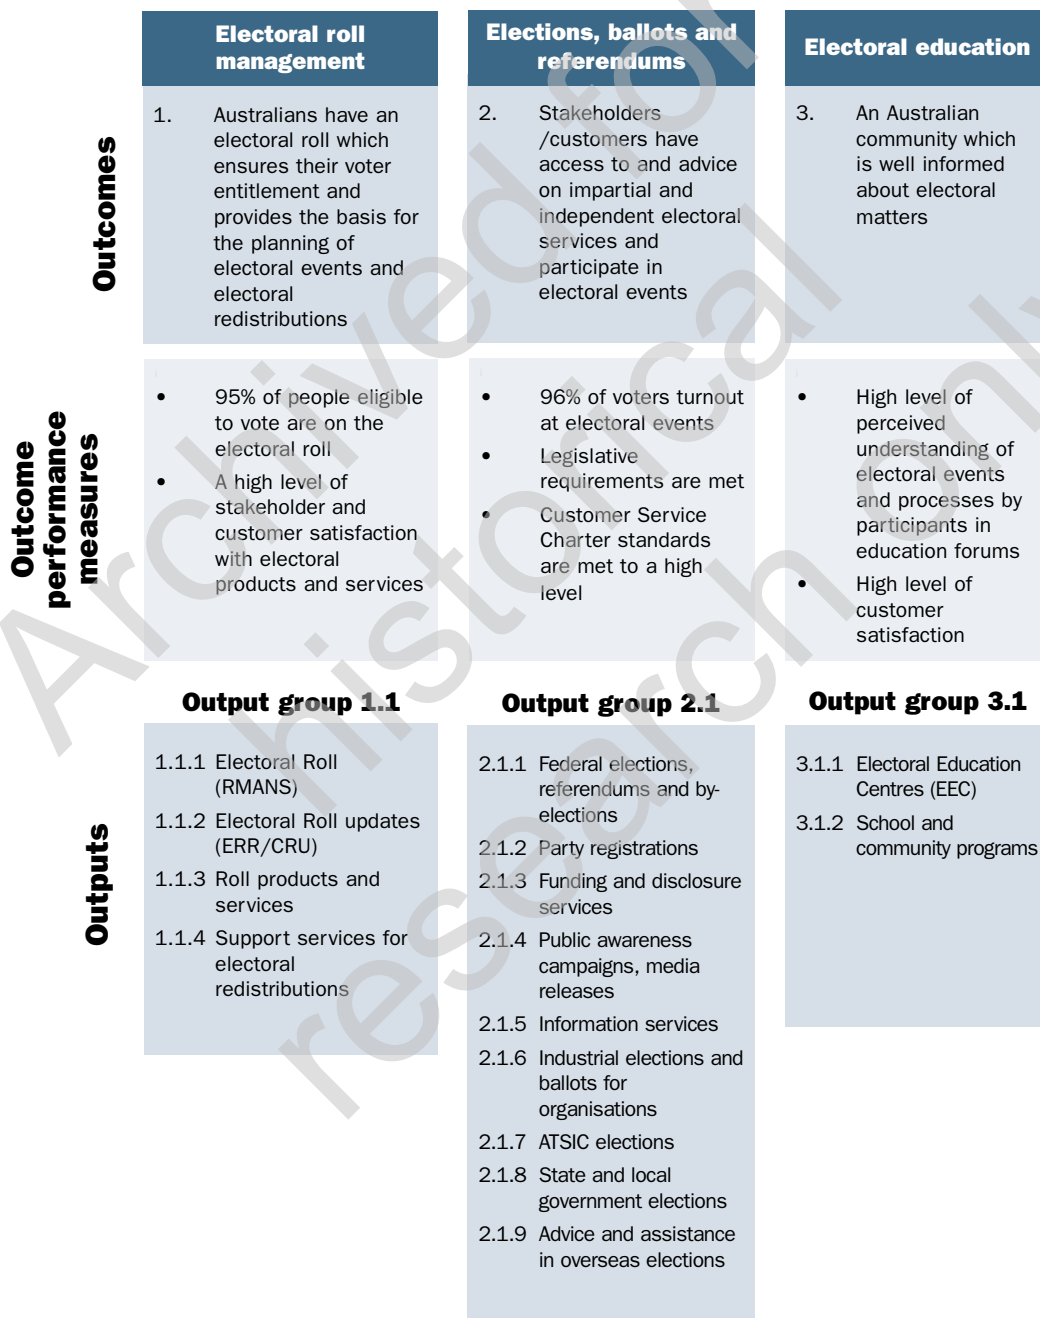 Electoral roll
management
Elections, ballots and
referendums
Electoral education
Outcomes
1. Australians have an
electoral roll which
ensures their voter
entitlement and
provides the basis for
the planning of
electoral events and
electoral
redistributions
2. Stakeholders
/customers have
access to and advice
on impartial and
independent electoral
services and
participate in
electoral events
3. An Australian
community which
is well informed
about electoral
matters
Outcome
performance
measures
• 95% of people eligible
to vote are on the
electoral roll
• A high level of
stakeholder and
customer satisfaction
with electoral
products and services
• 96% of voters turnout
at electoral events
• Legislative
requirements are met
• Customer Service
Charter standards
are met to a high
level
• High level of
perceived
understanding of
electoral events
and processes by
participants in
education forums
• High level of
customer
satisfaction
Outputs
Output group 1.1
1.1.1 Electoral Roll
(RMANS)
1.1.2 Electoral Roll updates
(ERR/CRU)
1.1.3 Roll products and
services
1.1.4 Support services for
electoral
redistributions
Output group 2.1
2.1.1 Federal elections,
referendums and by-
elections
2.1.2 Party registrations
2.1.3 Funding and disclosure
services
2.1.4 Public awareness
campaigns, media
releases
2.1.5 Information services
2.1.6 Industrial elections and
ballots for
organisations
2.1.7 ATSIC elections
2.1.8 State and local
government elections
2.1.9 Advice and assistance
in overseas elections
Output group 3.1
3.1.1 Electoral Education
Centres (EEC)
3.1.2 School and
community programs
Archived for
historical
research only